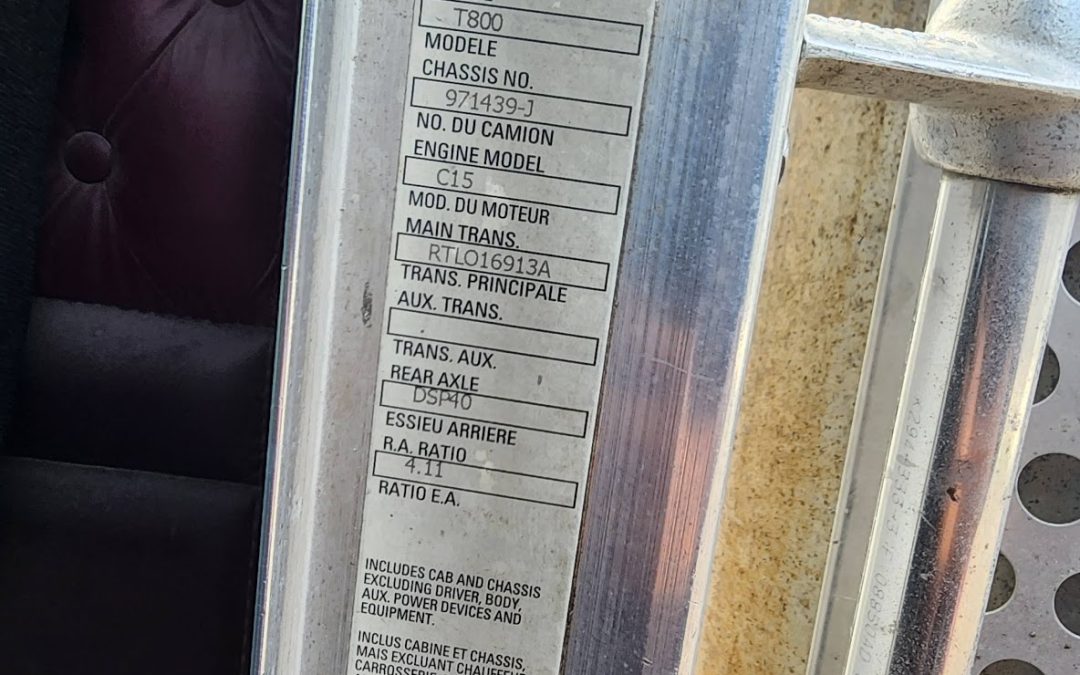 T800
MODELE
CHASSIS NO.
971439-J
NO. DU CAMION
ENGINE MODEL
C15
MOD. DU MOTEUR
MAIN TRANS.
RTLO16913A
TRANS. PRINCIPALE
AUX. TRANS.
TRANS. AUX.
REAR AXLE
DSP40
ESSIEU ARRIERE
R.A. RATIO
4.11
RATIO E.A.
INCLUDES CAB AND CHASSIS
EXCLUDING DRIVER, BODY,
AUX. POWER DEVICES AND
EQUIPMENT.
INCLUS CABINE ET CHASSIS,
MAIS EXCLUANT CHAUFFEUR
CARROSSERIE